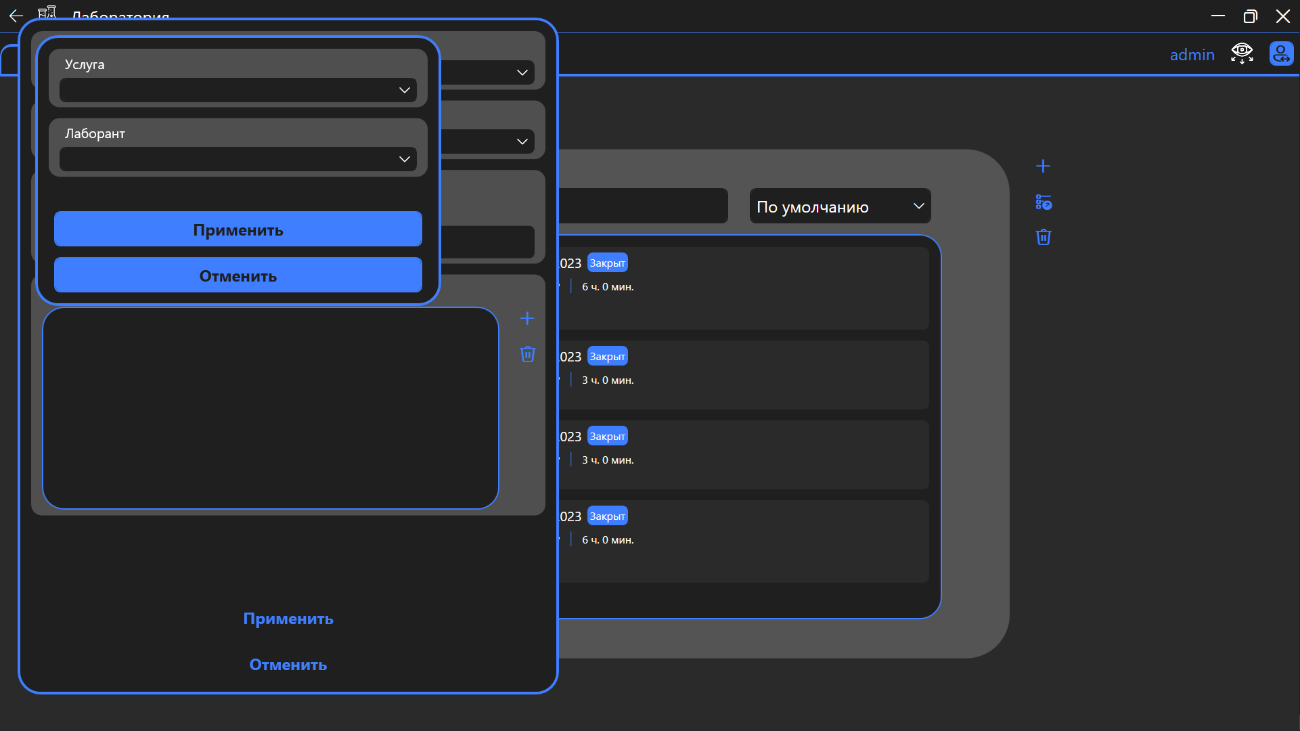 Лаборатория
admin
Услуга
Лаборант
Применить
Отменить
По умолчанию
023 Закрыт
6 ч. 0 мин.
023 Закрыт
3 ч. 0 мин.
023 Закрыт
3 ч. 0 мин.
023 Закрыт
6 ч. 0 мин.
Применить
Отменить